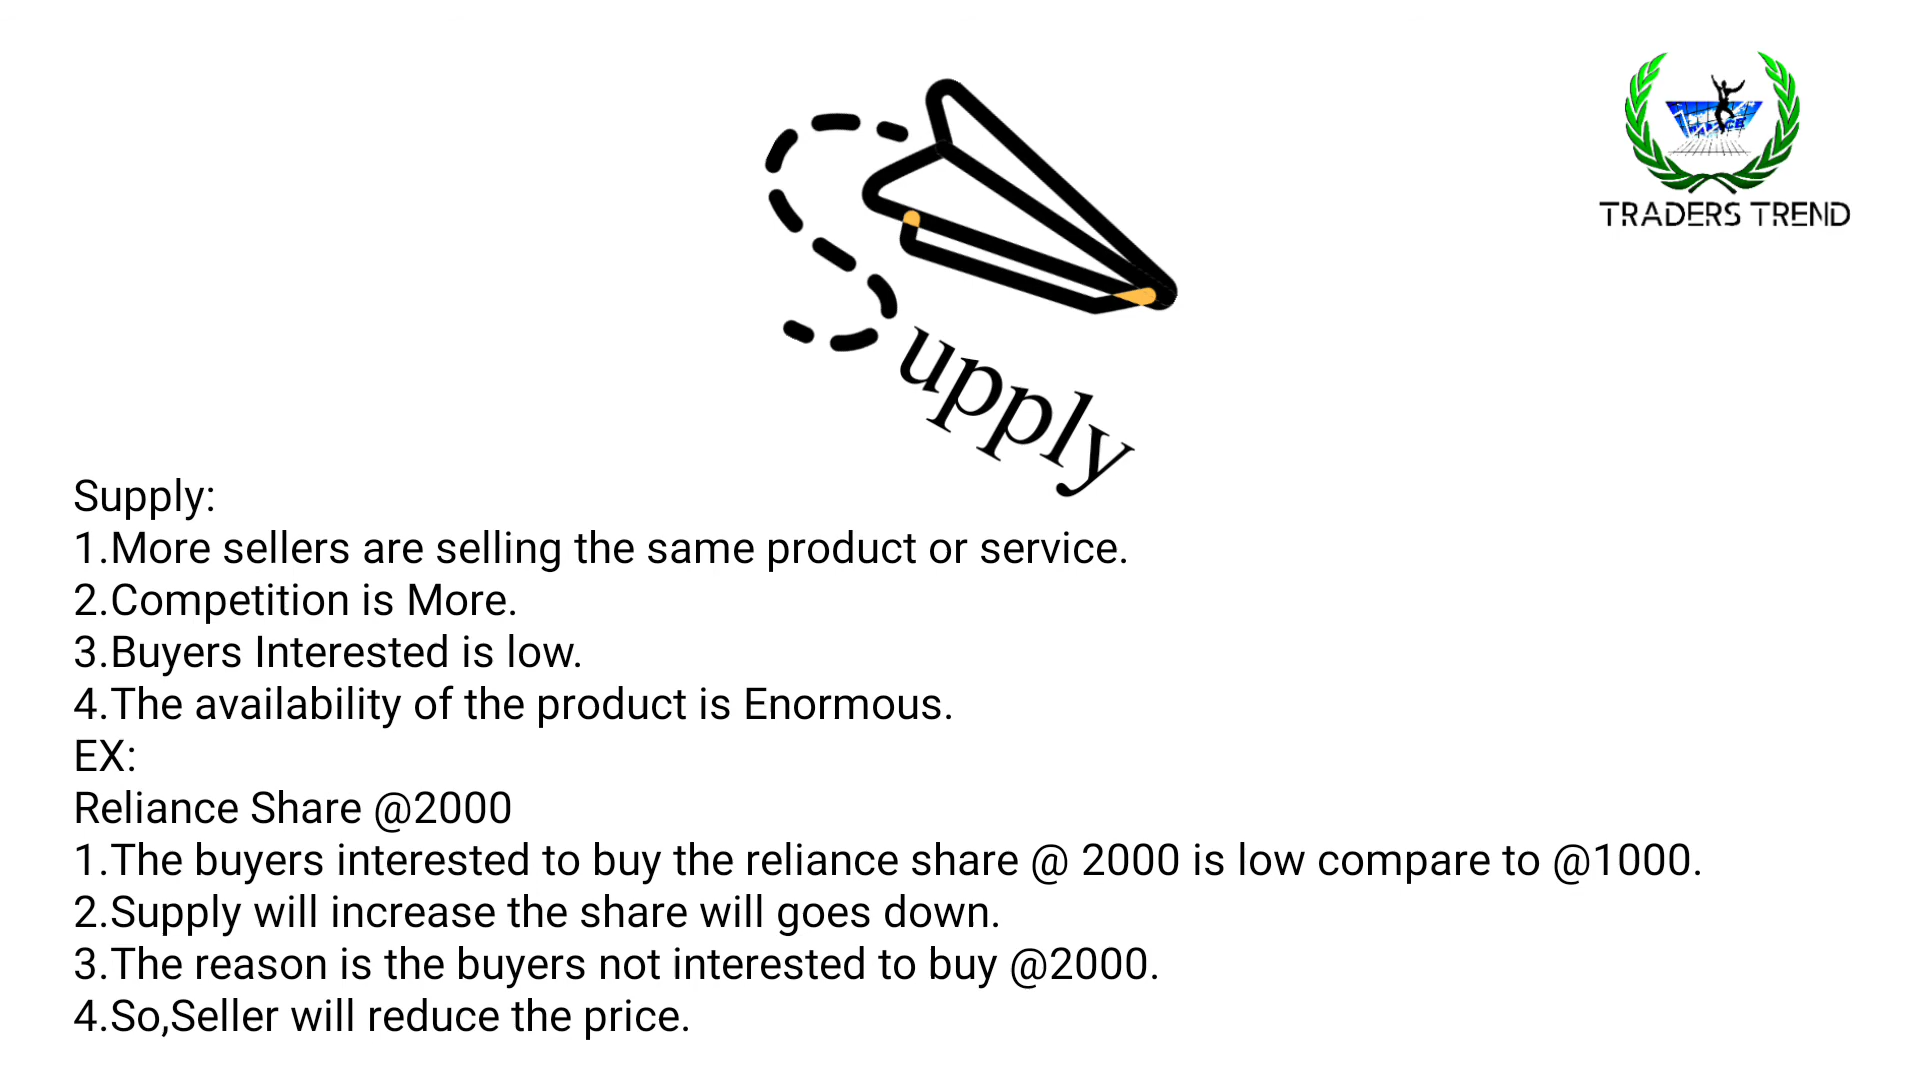 TRADERS TREND
Supply
Supply:
1.More sellers are selling the same product or service.
2.Competition is More.
3.Buyers Interested is low.
4.The availability of the product is Enormous.
EX:
Reliance Share @2000
1.The buyers interested to buy the reliance share @ 2000 is low compare to @1000.
2.Supply will increase the share will goes down.
3.The reason is the buyers not interested to buy @2000.
4.So,Seller will reduce the price.